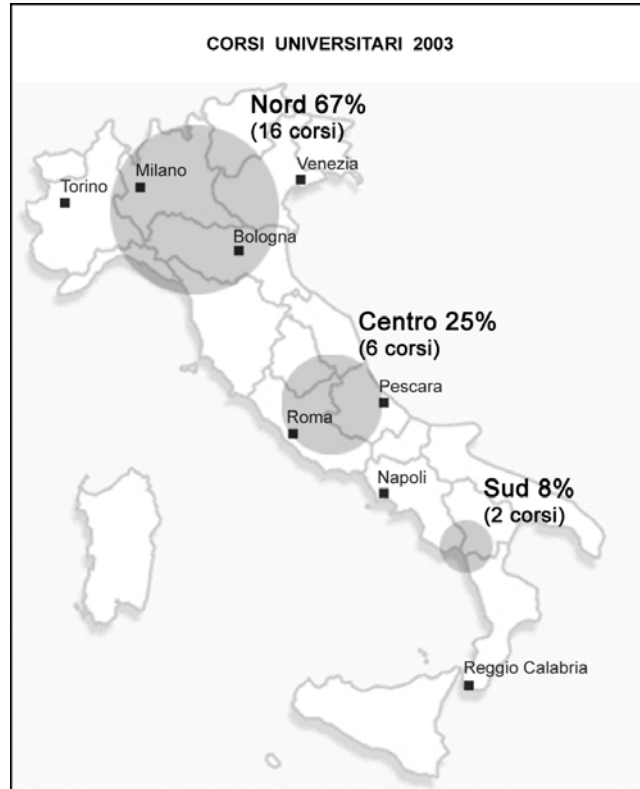 CORSI UNIVERSITARI 2003
Nord 67%
(16 corsi)
Milano
Venezia
Torino
Bologna
Centro 25%
(6 corsi)
Pescara
Roma
Napoli
Sud 8%
(2 corsi)
Reggio Calabria